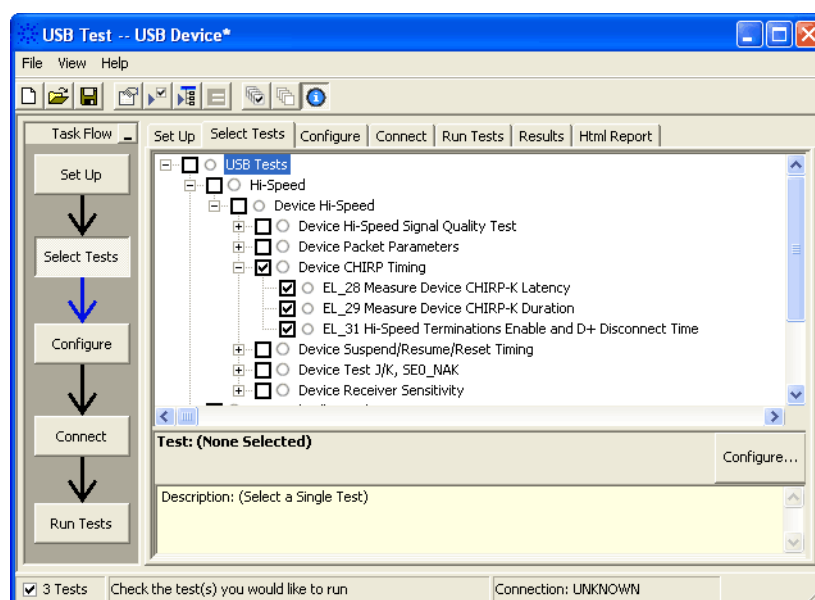 USB Test -- USB Device*
File View Help
Task Flow
Set Up Select Tests Configure Connect Run Tests Results Html Report
Set Up
Select Tests
Configure
Connect
Run Tests
USB Tests
Hi-Speed
Device Hi-Speed
Device Hi-Speed Signal Quality Test
Device Packet Parameters
Device CHIRP Timing
EL_28 Measure Device CHIRP-K Latency
EL_29 Measure Device CHIRP-K Duration
EL_31 Hi-Speed Terminations Enable and D+ Disconnect Time
Device Suspend/Resume/Reset Timing
Device Test J/K, SE0_NAK
Device Receiver Sensitivity
Test: (None Selected)
Configure...
Description: (Select a Single Test)
3 Tests Check the test(s) you would like to run Connection: UNKNOWN